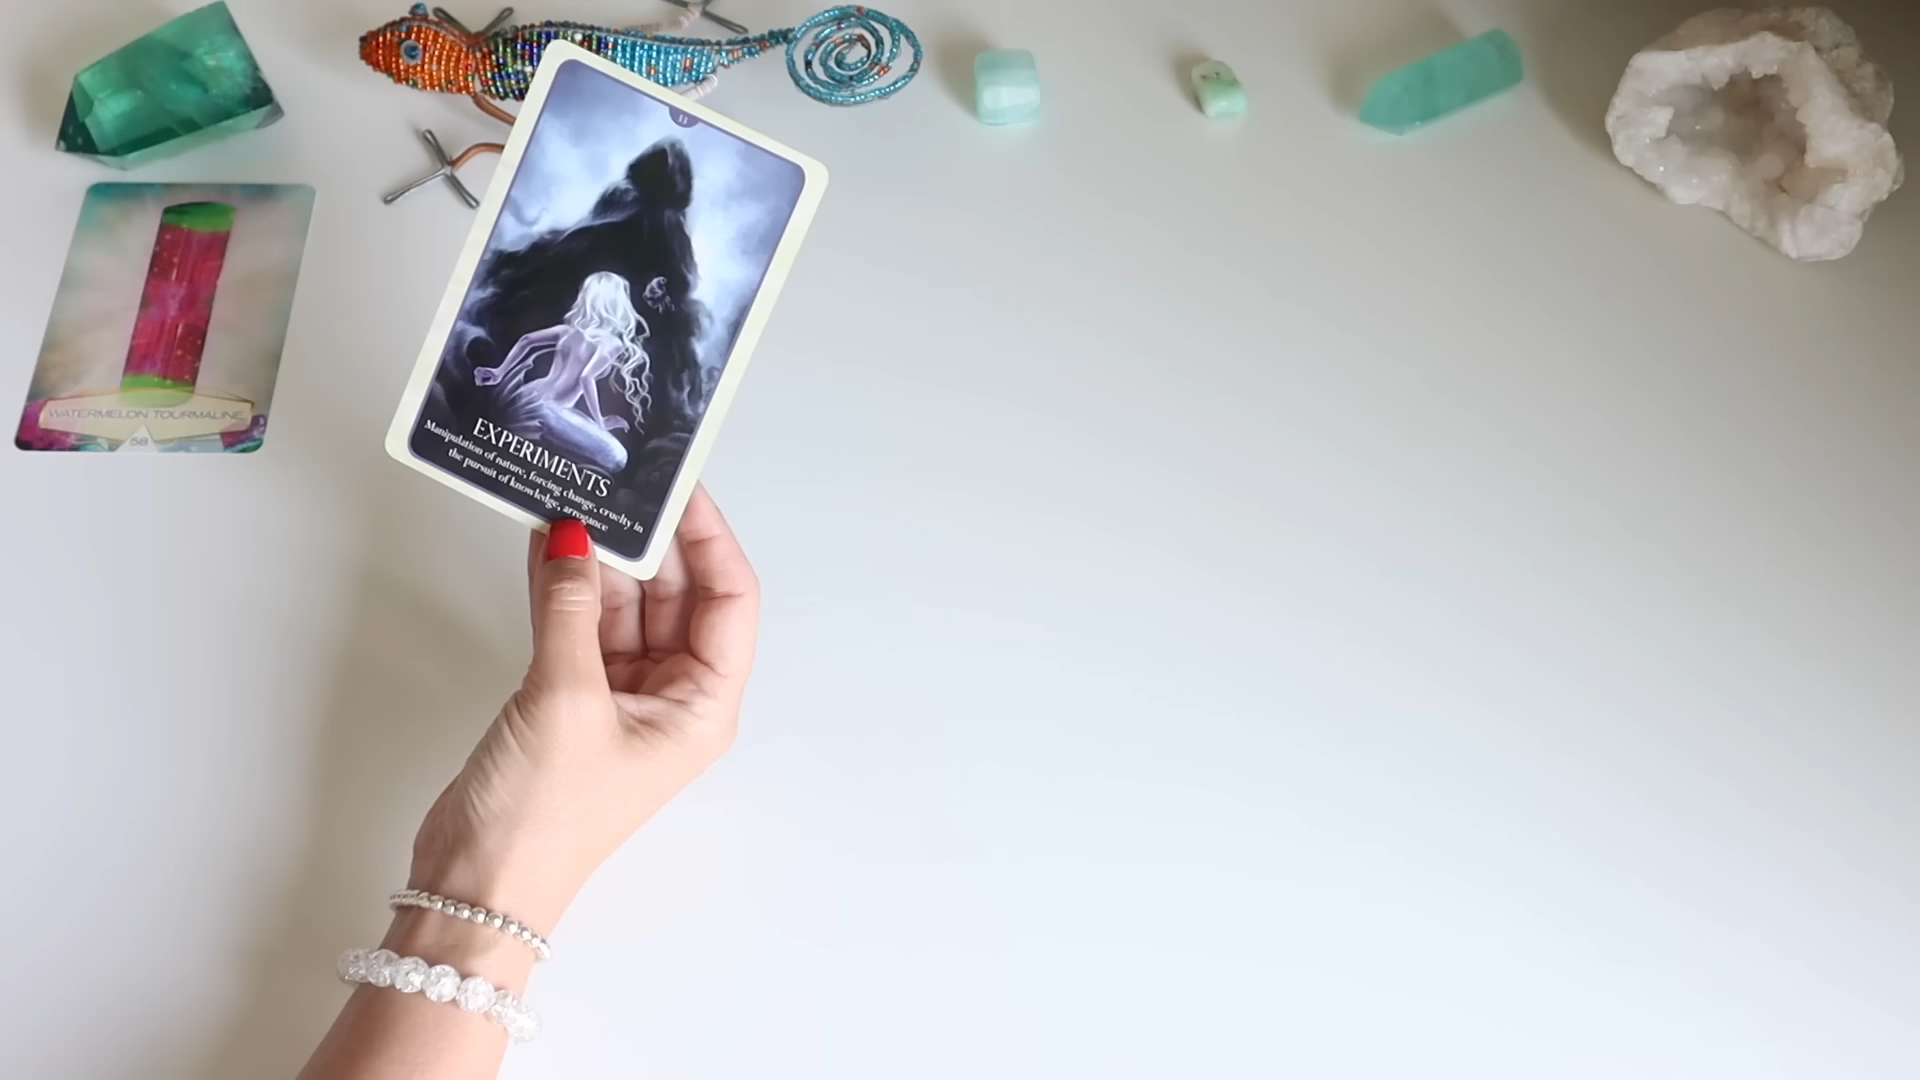 11
EXPERIMENTS
Manipulation of nature, forcing change, cruelty in
the pursuit of knowledge, arrogance
WATERMELON TOURMALINE
58